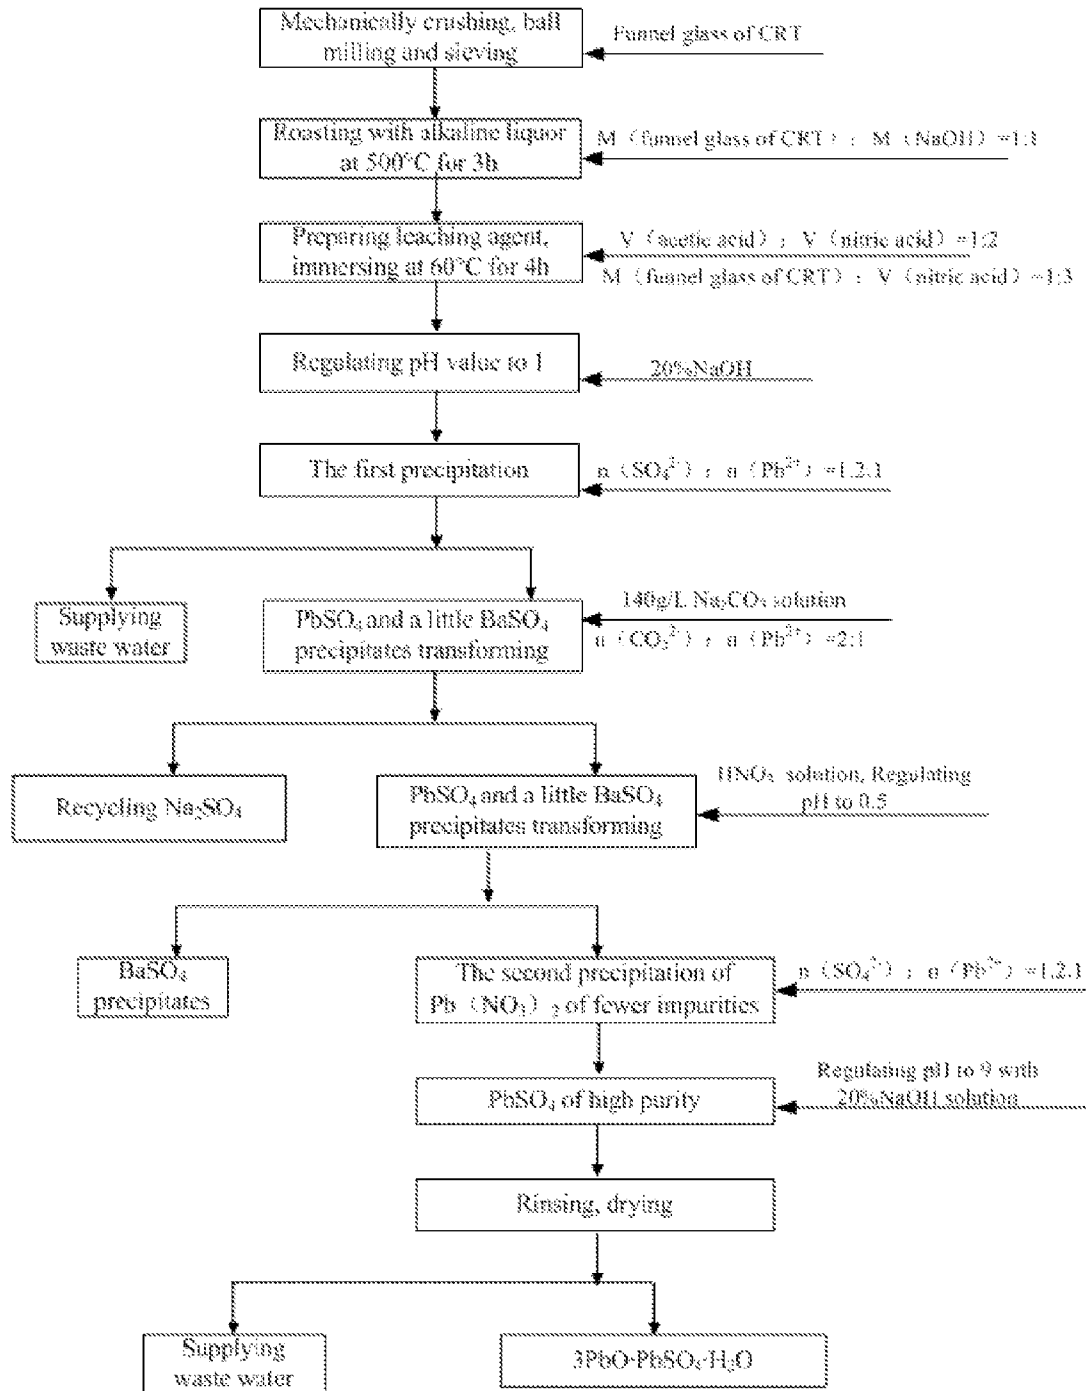 Mechanically crushing, ball
milling and sieving
Funnel glass of CRT
Roasting with alkaline liquor
at 500°C for 3h
M（funnel glass of CRT）：M（NaOH）=1:1
Preparing leaching agent,
immersing at 60°C for 4h
V（acetic acid）：V（nitric acid）=1:2
M（funnel glass of CRT）：V（nitric acid）=1:3
Regulating pH value to 1
20%NaOH
The first precipitation
n（SO₄²⁻）：n（Pb²⁺）=1.2:1
Supplying
waste water
PbSO₄ and a little BaSO₄
precipitates transforming
140g/L Na₂CO₃ solution
n（CO₃²⁻）：n（Pb²⁺）=2:1
Recycling Na₂SO₄
PbSO₄ and a little BaSO₄
precipitates transforming
HNO₃ solution, Regulating
pH to 0.5
BaSO₄
precipitates
The second precipitation of
Pb（NO₃）₂ of fewer impurities
n（SO₄²⁻）：n（Pb²⁺）=1.2:1
PbSO₄ of high purity
Regulating pH to 9 with
20%NaOH solution
Rinsing, drying
Supplying
waste water
3PbO·PbSO₄·H₂O